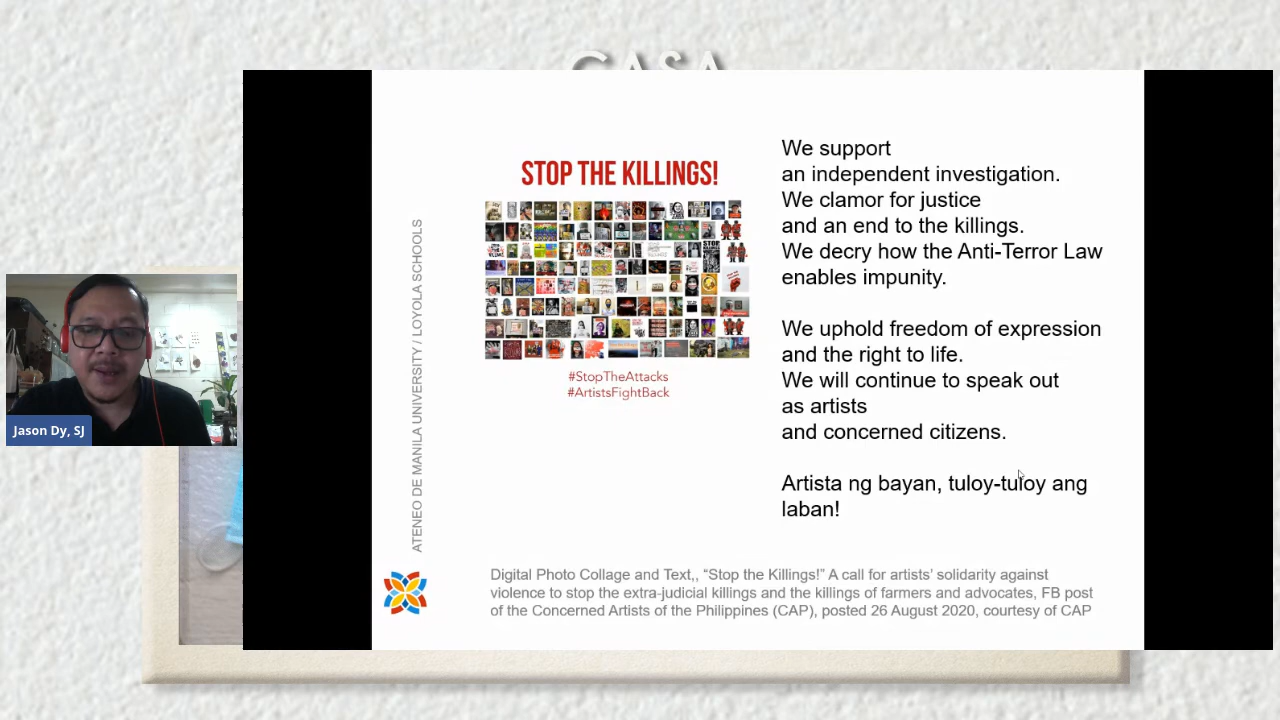 CASA
STOP THE KILLINGS!
#StopTheAttacks
#ArtistsFightBack
We support
an independent investigation.
We clamor for justice
and an end to the killings.
We decry how the Anti-Terror Law
enables impunity.
We uphold freedom of expression
and the right to life.
We will continue to speak out
as artists
and concerned citizens.
Artista ng bayan, tuloy-tuloy ang
laban!
ATENEO DE MANILA UNIVERSITY / LOYOLA SCHOOLS
Jason Dy, SJ
Digital Photo Collage and Text,, “Stop the Killings!” A call for artists’ solidarity against
violence to stop the extra-judicial killings and the killings of farmers and advocates, FB post
of the Concerned Artists of the Philippines (CAP), posted 26 August 2020, courtesy of CAP